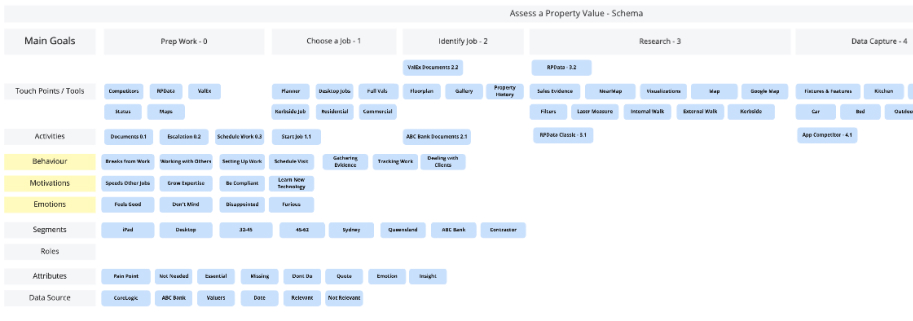 Assess a Property Value - Schema
Main Goals Prep Work - 0 Choose a Job - 1 Identify Job - 2 Research - 3 Data Capture - 4
ValEx Documents 2.2 RPData - 3.2
Touch Points / Tools Competitors RPData ValEx Planner Desktop Jobs Full Vals Floorplan Gallery Property History Sales Evidence NearMap Visualizations Map Google Map Fixtures & Features Kitchen
Status Maps Kerbside Job Residential Commercial Filters Laser Measure Internal Walk External Walk Kerbside Car Bed Outdoo
Activities Documents 0.1 Escalation 0.2 Schedule Work 0.3 Start Job 1.1 ABC Bank Documents 2.1 RPData Classic - 3.1 App Competitor - 4.1
Behaviour Breaks from Work Working with Others Setting Up Work Schedule Visit Gathering Evidence Tracking Work Dealing with Clients
Motivations Speeds Other Jobs Grow Expertise Be Compliant Learn New Technology
Emotions Feels Good Don't Mind Disappointed Furious
Segments iPad Desktop 45-62 Sydney Queensland ABC Bank Contractor
Roles
Attributes Pain Point Not Needed Essential Missing Dont Do Quote Emotion Insight
Data Source CoreLogic ABC Bank Valuers Date Relevant Not Relevant